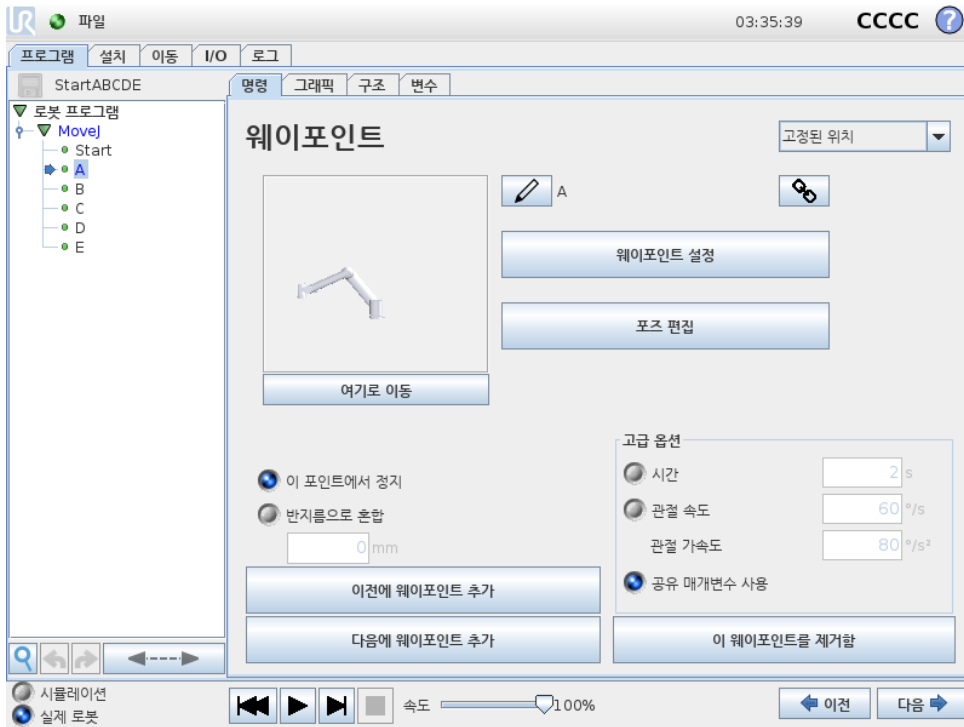 UR 파일 03:35:39 CCCC ?
프로그램 설치 이동 I/O 로그
StartABCDE 명령 그래픽 구조 변수
로봇 프로그램
MoveJ
Start
A
B
C
D
E
웨이포인트 고정된 위치
A
웨이포인트 설정
포즈 편집
여기로 이동
이 포인트에서 정지
반지름으로 혼합
0 mm
고급 옵션
시간 2 s
관절 속도 60 °/s
관절 가속도 80 °/s²
공유 매개변수 사용
이전에 웨이포인트 추가
다음에 웨이포인트 추가 이 웨이포인트를 제거함
시뮬레이션
실제 로봇
속도 100% 이전 다음